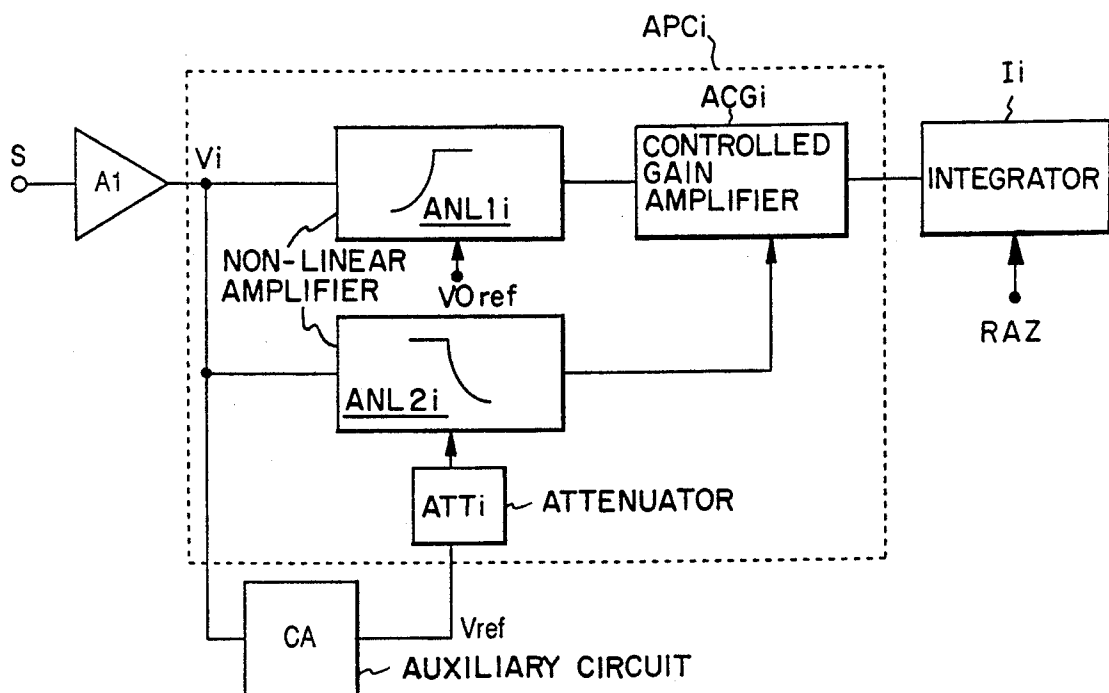 APCi
S
A1
Vi
ANL1i
ACGi
CONTROLLED
GAIN
AMPLIFIER
Ii
INTEGRATOR
RAZ
NON-LINEAR
AMPLIFIER
VOref
ANL2i
ATTi
ATTENUATOR
CA
Vref
AUXILIARY CIRCUIT